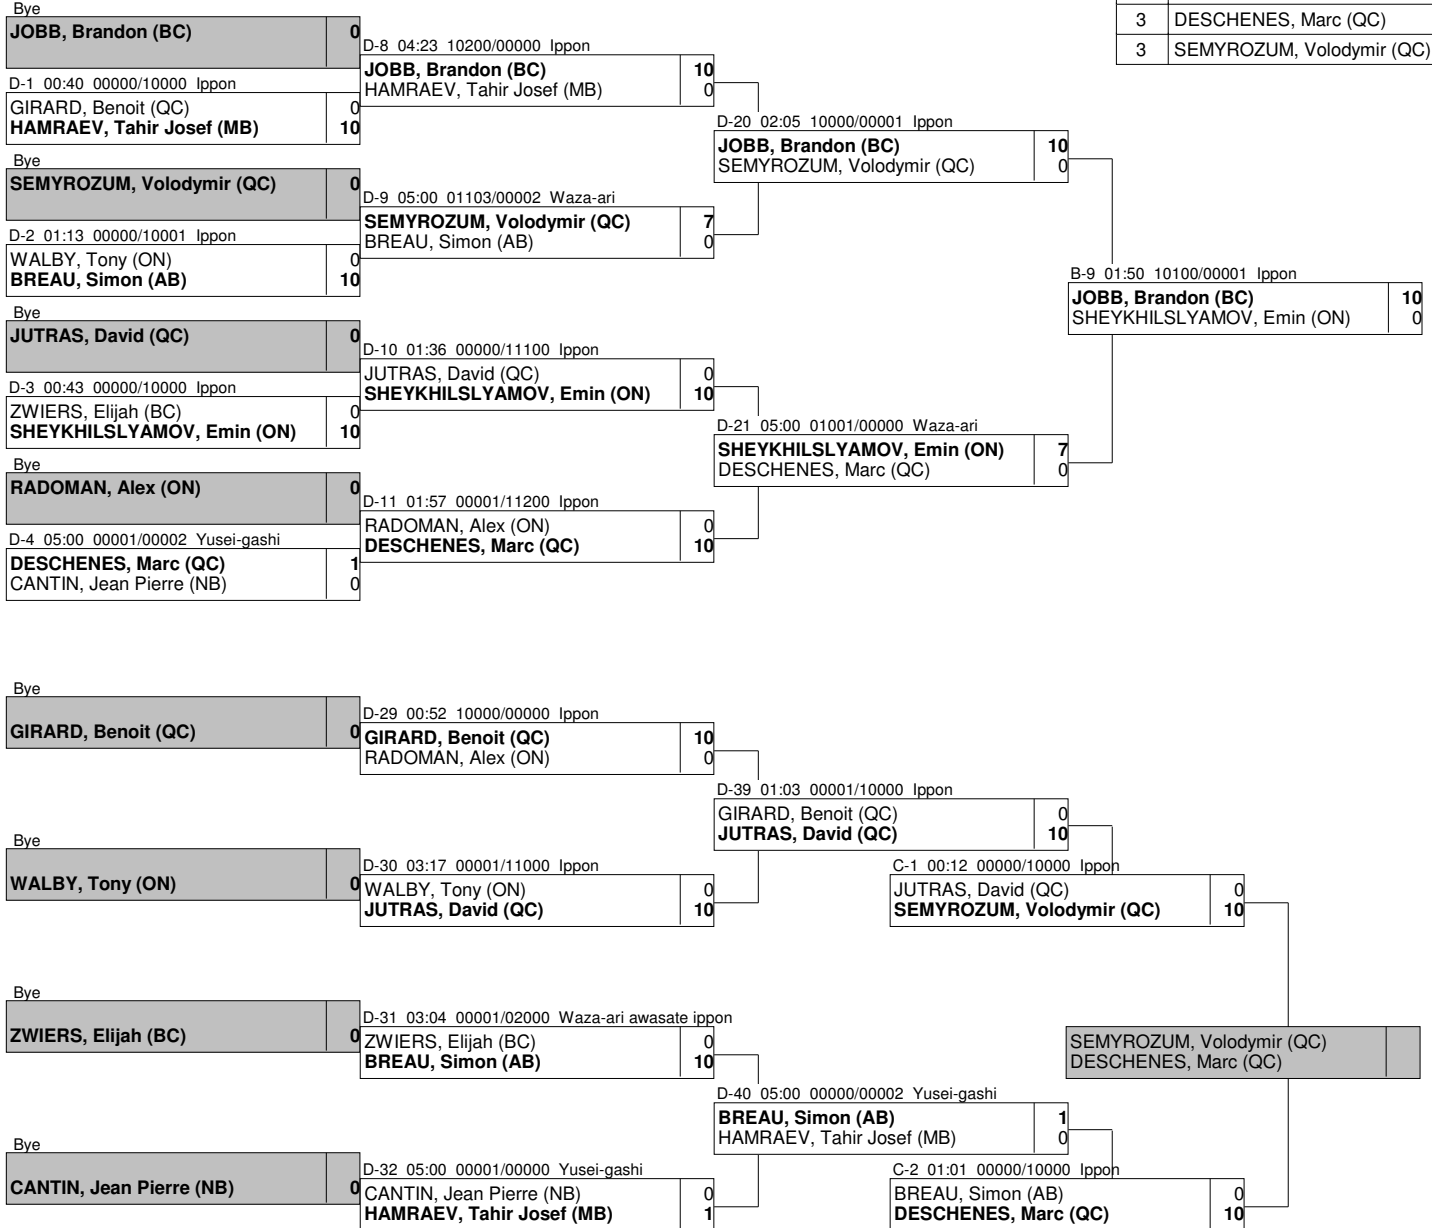 Bye
JOBB, Brandon (BC) 0
D-1 00:40 00000/10000 Ippon
GIRARD, Benoit (QC) 0
HAMRAEV, Tahir Josef (MB) 10
Bye
SEMYROZUM, Volodymir (QC) 0
D-2 01:13 00000/10001 Ippon
WALBY, Tony (ON) 0
BREAU, Simon (AB) 10
Bye
JUTRAS, David (QC) 0
D-3 00:43 00000/10000 Ippon
ZWIERS, Elijah (BC) 0
SHEYKHILSLYAMOV, Emin (ON) 10
Bye
RADOMAN, Alex (ON) 0
D-4 05:00 00001/00002 Yusei-gashi
DESCHENES, Marc (QC) 1
CANTIN, Jean Pierre (NB) 0
D-8 04:23 10200/00000 Ippon
JOBB, Brandon (BC) 10
HAMRAEV, Tahir Josef (MB) 0
D-9 05:00 01103/00002 Waza-ari
SEMYROZUM, Volodymir (QC) 7
BREAU, Simon (AB) 0
D-10 01:36 00000/11100 Ippon
JUTRAS, David (QC) 0
SHEYKHILSLYAMOV, Emin (ON) 10
D-11 01:57 00001/11200 Ippon
RADOMAN, Alex (ON) 0
DESCHENES, Marc (QC) 10
D-20 02:05 10000/00001 Ippon
JOBB, Brandon (BC) 10
SEMYROZUM, Volodymir (QC) 0
D-21 05:00 01001/00000 Waza-ari
SHEYKHILSLYAMOV, Emin (ON) 7
DESCHENES, Marc (QC) 0
B-9 01:50 10100/00001 Ippon
JOBB, Brandon (BC) 10
SHEYKHILSLYAMOV, Emin (ON) 0
3 DESCHENES, Marc (QC)
3 SEMYROZUM, Volodymir (QC)
Bye
GIRARD, Benoit (QC) 0
Bye
WALBY, Tony (ON) 0
Bye
ZWIERS, Elijah (BC) 0
Bye
CANTIN, Jean Pierre (NB) 0
D-29 00:52 10000/00000 Ippon
GIRARD, Benoit (QC) 10
RADOMAN, Alex (ON) 0
D-30 03:17 00001/11000 Ippon
WALBY, Tony (ON) 0
JUTRAS, David (QC) 10
D-31 03:04 00001/02000 Waza-ari awasate ippon
ZWIERS, Elijah (BC) 0
BREAU, Simon (AB) 10
D-32 05:00 00001/00000 Yusei-gashi
CANTIN, Jean Pierre (NB) 0
HAMRAEV, Tahir Josef (MB) 1
D-39 01:03 00001/10000 Ippon
GIRARD, Benoit (QC) 0
JUTRAS, David (QC) 10
D-40 05:00 00000/00002 Yusei-gashi
BREAU, Simon (AB) 1
HAMRAEV, Tahir Josef (MB) 0
C-1 00:12 00000/10000 Ippon
JUTRAS, David (QC) 0
SEMYROZUM, Volodymir (QC) 10
C-2 01:01 00000/10000 Ippon
BREAU, Simon (AB) 0
DESCHENES, Marc (QC) 10
SEMYROZUM, Volodymir (QC)
DESCHENES, Marc (QC)